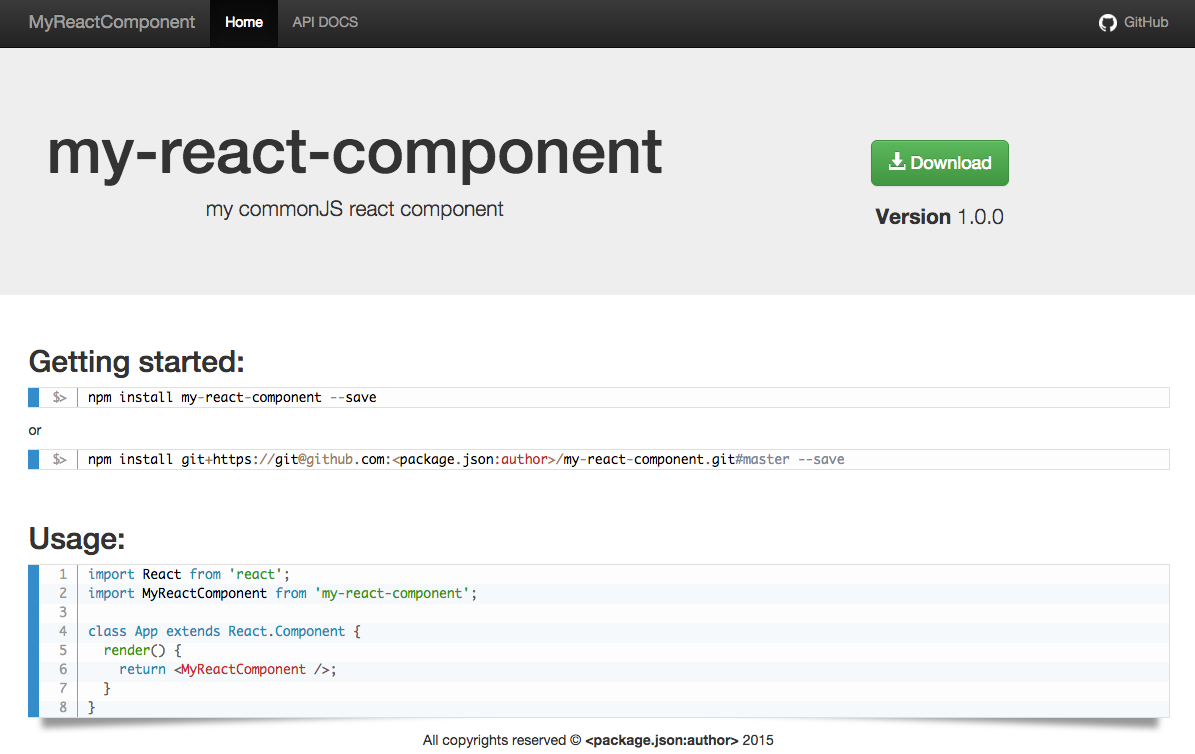 MyReactComponent Home API DOCS GitHub
my-react-component
my commonJS react component
Download
Version 1.0.0
Getting started:
$> npm install my-react-component --save
or
$> npm install git+https://git@github.com:<package.json:author>/my-react-component.git#master --save
Usage:
1 import React from 'react';
2 import MyReactComponent from 'my-react-component';
3
4 class App extends React.Component {
5   render() {
6     return <MyReactComponent />;
7   }
8 }
All copyrights reserved © <package.json:author> 2015